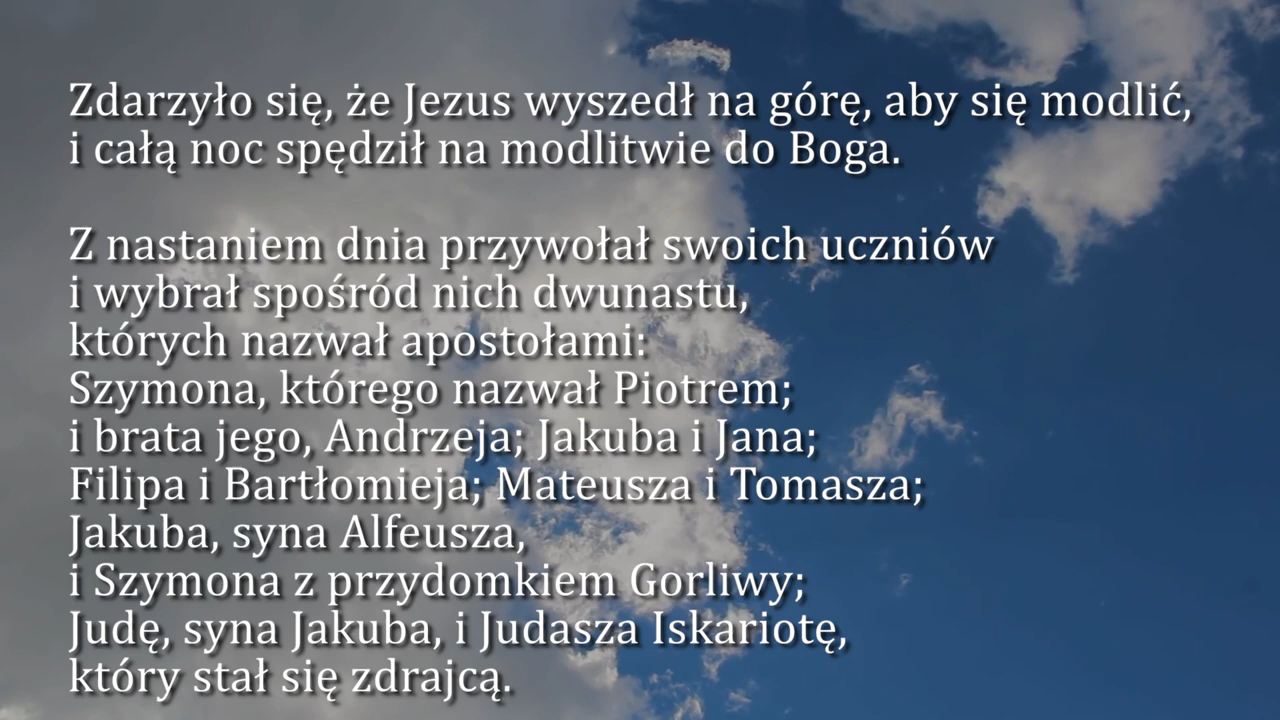 Zdarzyło się, że Jezus wyszedł na górę, aby się modlić,
i całą noc spędził na modlitwie do Boga.
Z nastaniem dnia przywołał swoich uczniów
i wybrał spośród nich dwunastu,
których nazwał apostołami:
Szymona, którego nazwał Piotrem;
i brata jego, Andrzeja; Jakuba i Jana;
Filipa i Bartłomieja; Mateusza i Tomasza;
Jakuba, syna Alfeusza,
i Szymona z przydomkiem Gorliwy;
Judę, syna Jakuba, i Judasza Iskariotę,
który stał się zdrajcą.